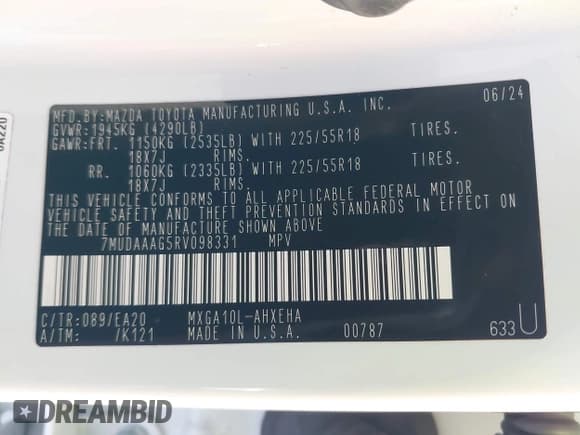 MFD.BY:MAZDA TOYOTA MANUFACTURING U.S.A. INC. 06/24
GVWR:1945KG (4290LB)
GAWR:FRT. 1150KG (2535LB) WITH 225/55R18 TIRES.
18X7J RIMS.
RR. 1060KG (2335LB) WITH 225/55R18 TIRES.
18X7J RIMS.
THIS VEHICLE CONFORMS TO ALL APPLICABLE FEDERAL MOTOR
VEHICLE SAFETY AND THEFT PREVENTION STANDARDS IN EFFECT ON
THE DATE OF MANUFACTURE SHOWN ABOVE
7MUDAAAG5RV098331 MPV
C/TR:089/EA20 MXGA10L-AHXEHA
A/TM: /K121 MADE IN U.S.A. 00787 633 U
DREAMBID